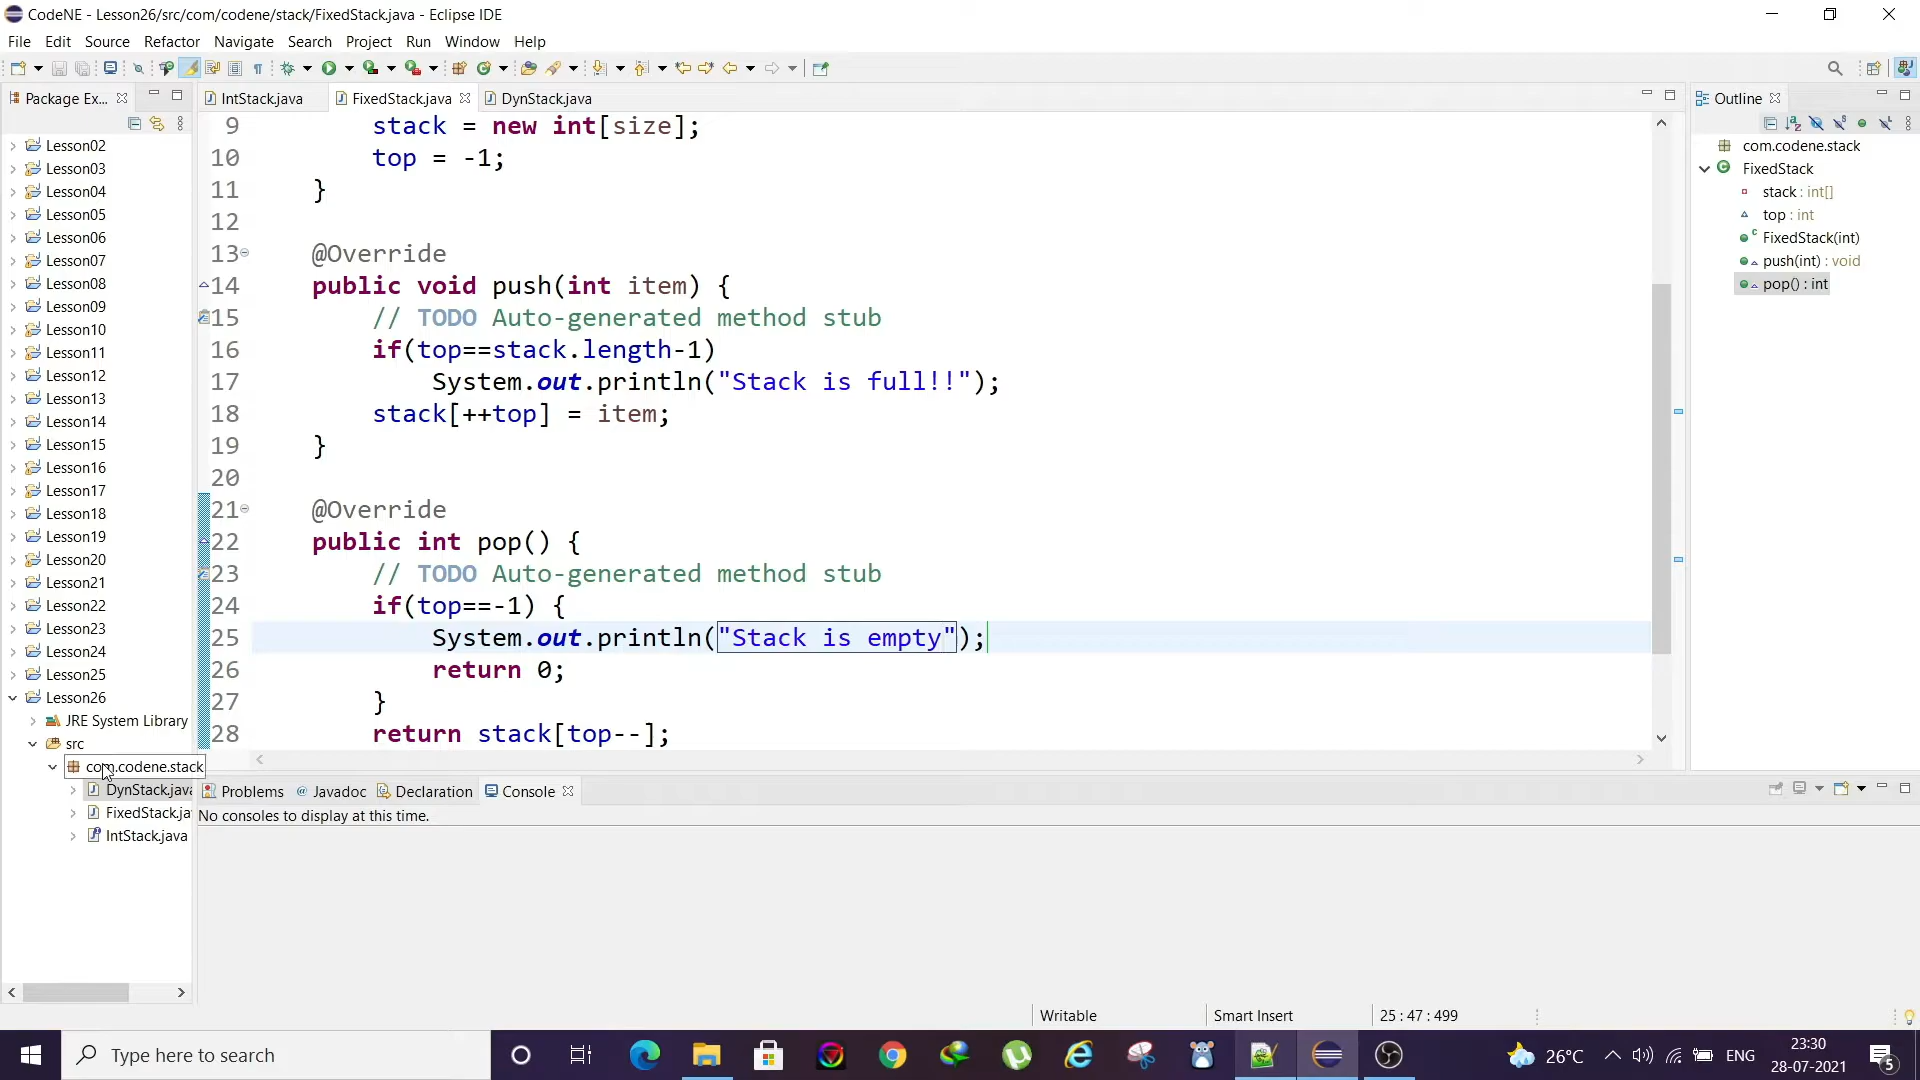 CodeNE - Lesson26/src/com/codene/stack/FixedStack.java - Eclipse IDE
File Edit Source Refactor Navigate Search Project Run Window Help
Package Ex...
IntStack.java
FixedStack.java
DynStack.java
Outline
Lesson02
Lesson03
Lesson04
Lesson05
Lesson06
Lesson07
Lesson08
Lesson09
Lesson10
Lesson11
Lesson12
Lesson13
Lesson14
Lesson15
Lesson16
Lesson17
Lesson18
Lesson19
Lesson20
Lesson21
Lesson22
Lesson23
Lesson24
Lesson25
Lesson26
JRE System Library
src
com.codene.stack
DynStack.java
FixedStack.ja
IntStack.java
9 stack = new int[size];
10 top = -1;
11 }
12
13 @Override
14 public void push(int item) {
15 // TODO Auto-generated method stub
16 if(top==stack.length-1)
17 System.out.println("Stack is full!!");
18 stack[++top] = item;
19 }
20
21 @Override
22 public int pop() {
23 // TODO Auto-generated method stub
24 if(top==-1) {
25 System.out.println("Stack is empty");
26 return 0;
27 }
28 return stack[top--];
com.codene.stack
FixedStack
stack : int[]
top : int
FixedStack(int)
push(int) : void
pop() : int
Problems @ Javadoc Declaration Console
No consoles to display at this time.
Writable Smart Insert 25 : 47 : 499
Type here to search
26°C ENG
23:30
28-07-2021
5